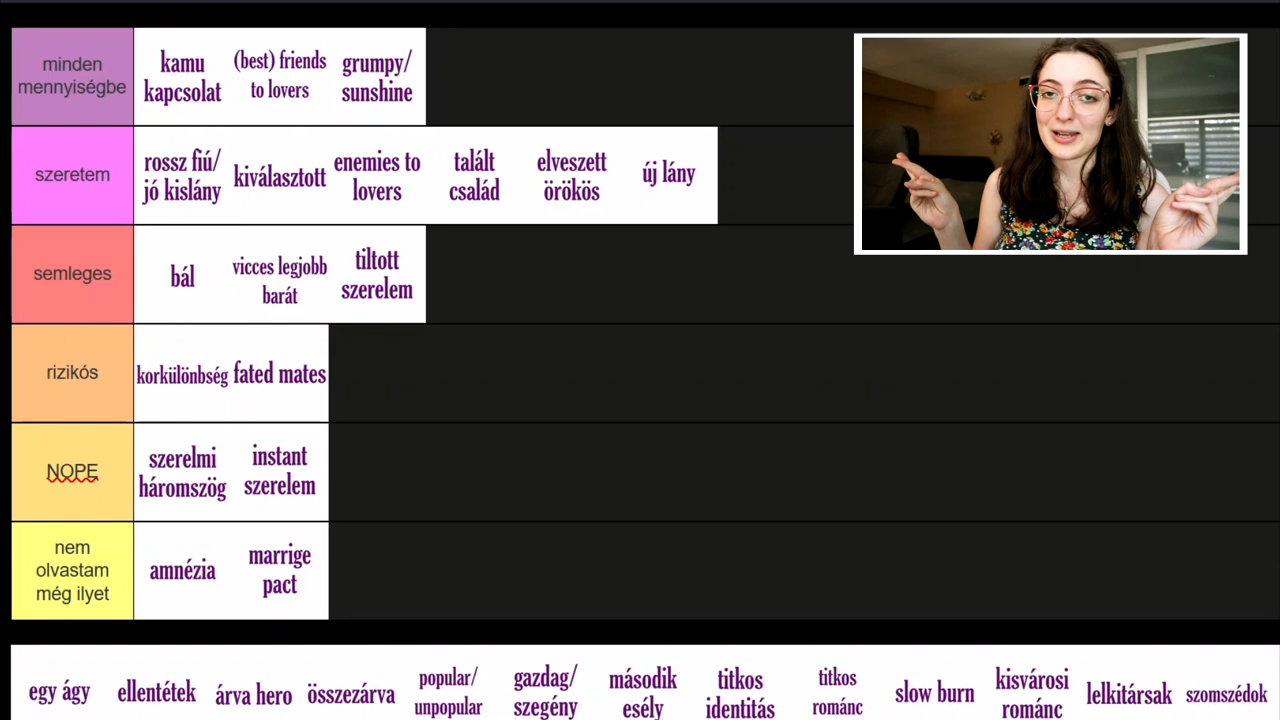 minden
mennyiségbe
kamu
kapcsolat
(best) friends
to lovers
grumpy/
sunshine
szeretem
rossz fiú/
jó kislány
kiválasztott
enemies to
lovers
talált
család
elveszett
örökös
új lány
semleges
bál
vicces legjobb
barát
tiltott
szerelem
rizikós
korkülönbség
fated mates
NOPE
szerelmi
háromszög
instant
szerelem
nem
olvastam
még ilyet
amnézia
marrige
pact
egy ágy
ellentétek
árva hero
összezárva
popular/
unpopular
gazdag/
szegény
második
esély
titkos
identitás
titkos
románc
slow burn
kisvárosi
románc
lelkitársak
szomszédok